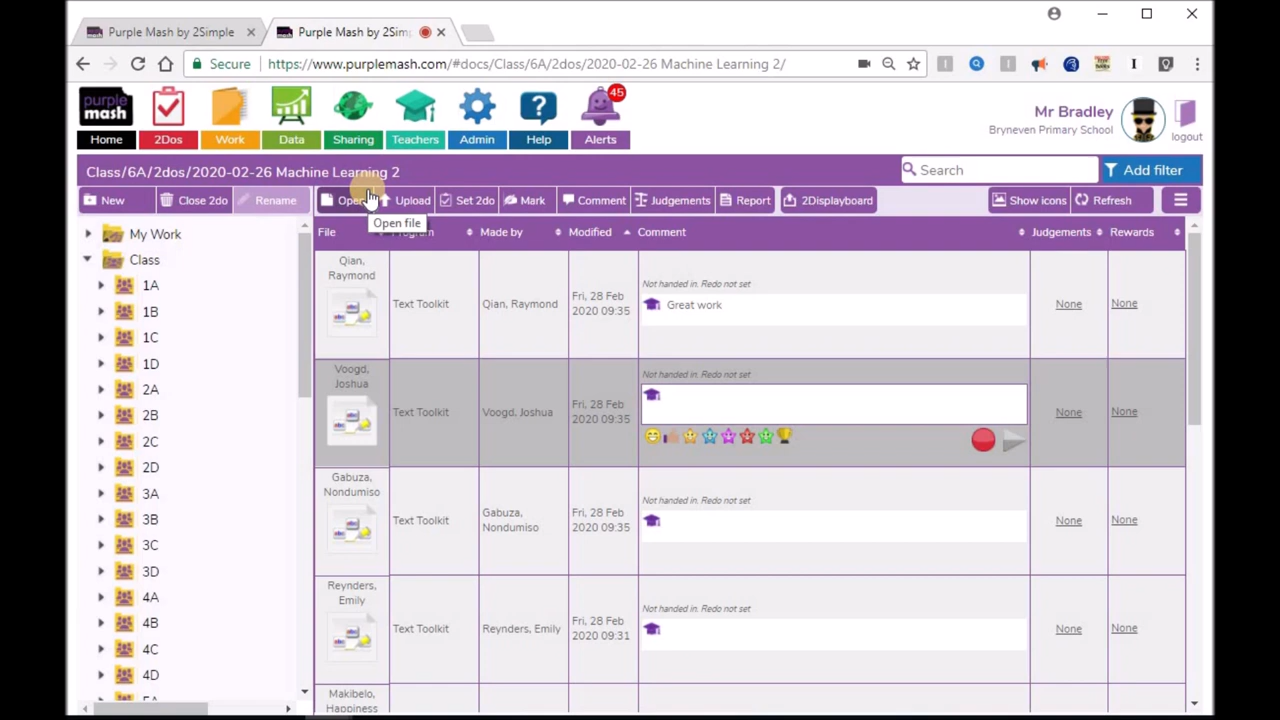 Purple Mash by 2Simple
Purple Mash by 2Sim
Secure https://www.purplemash.com/#docs/Class/6A/2dos/2020-02-26 Machine Learning 2/
purple mash
45
Home
2Dos
Work
Data
Sharing
Teachers
Admin
Help
Alerts
Mr Bradley
Bryneven Primary School
logout
Class/6A/2dos/2020-02-26 Machine Learning 2
Search
Add filter
New
Close 2do
Rename
Open
Upload
Set 2do
Mark
Comment
Judgements
Report
2Displayboard
Show icons
Refresh
Open file
File
Made by
Modified
Comment
Judgements
Rewards
My Work
Class
1A
1B
1C
1D
2A
2B
2C
2D
3A
3B
3C
3D
4A
4B
4C
4D
Qian, Raymond
Text Toolkit
Qian, Raymond
Fri, 28 Feb 2020 09:35
Not handed in. Redo not set
Great work
None
None
Voogd, Joshua
Text Toolkit
Voogd, Joshua
Fri, 28 Feb 2020 09:35
Not handed in. Redo not set
None
None
Gabuza, Nondumiso
Text Toolkit
Gabuza, Nondumiso
Fri, 28 Feb 2020 09:35
Not handed in. Redo not set
None
None
Reynders, Emily
Text Toolkit
Reynders, Emily
Fri, 28 Feb 2020 09:31
Not handed in. Redo not set
None
None
Makibelo, Happiness